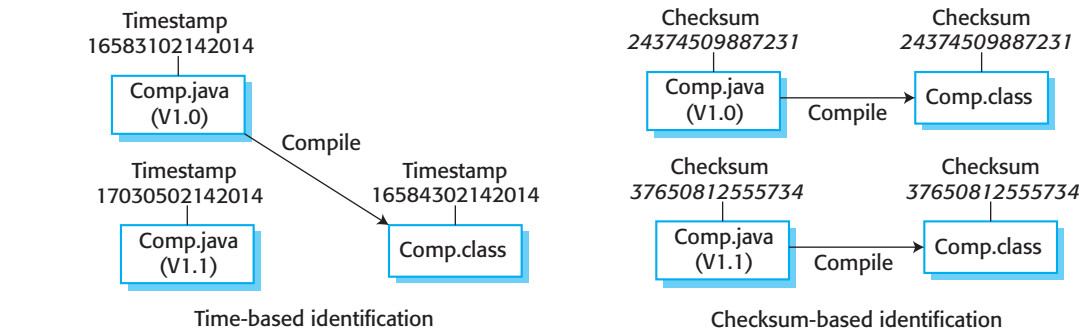 Timestamp
16583102142014
Comp.java
(V1.0)
Compile
Timestamp
17030502142014
Comp.java
(V1.1)
Timestamp
16584302142014
Comp.class
Time-based identification
Checksum
24374509887231
Comp.java
(V1.0)
Compile
Checksum
24374509887231
Comp.class
Checksum
37650812555734
Comp.java
(V1.1)
Compile
Checksum
37650812555734
Comp.class
Checksum-based identification